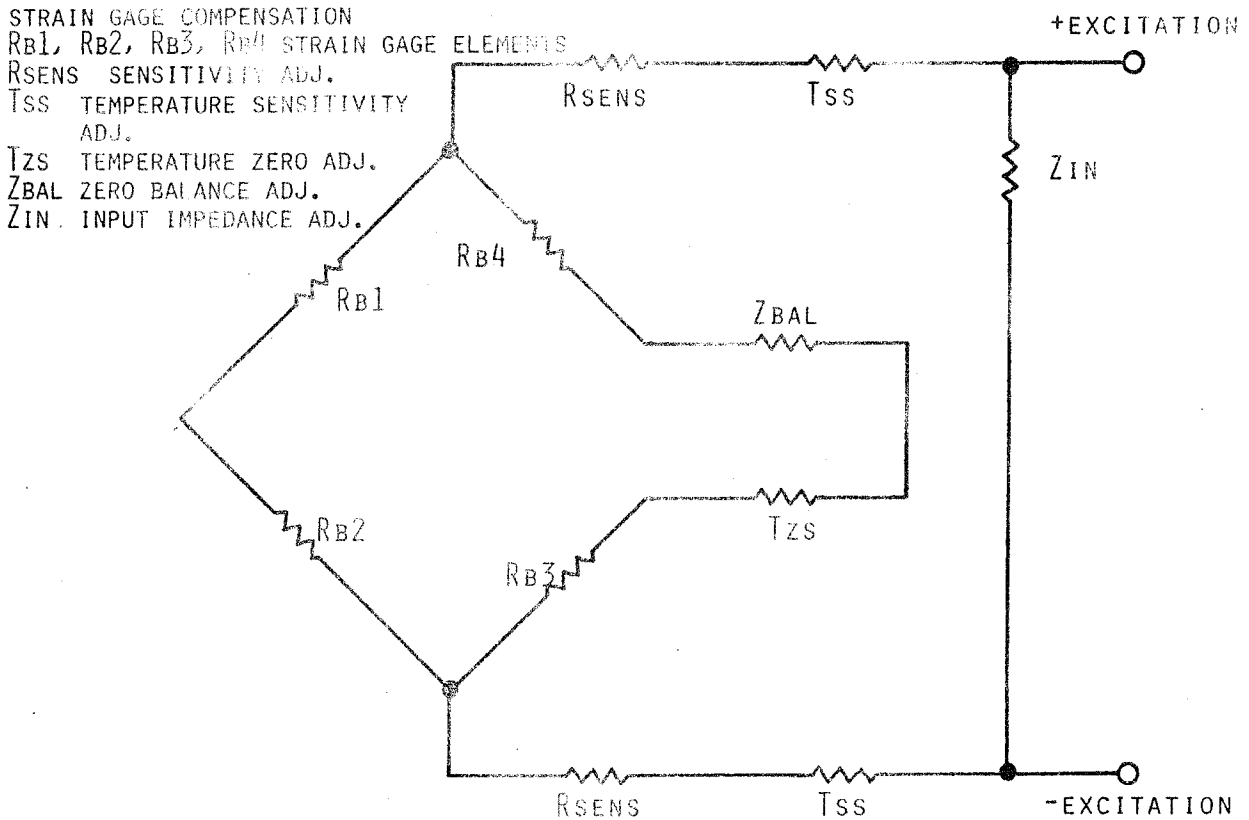 STRAIN GAGE COMPENSATION
RB1, RB2, RB3, RB4 STRAIN GAGE ELEMENTS
RSENS SENSITIVITY ADJ.
TSS TEMPERATURE SENSITIVITY
ADJ.
TZS TEMPERATURE ZERO ADJ.
ZBAL ZERO BALANCE ADJ.
ZIN. INPUT IMPEDANCE ADJ.
+EXCITATION
RSENS
TSS
ZIN
RB4
RB1
ZBAL
RB2
TZS
RB3
RSENS
TSS
-EXCITATION